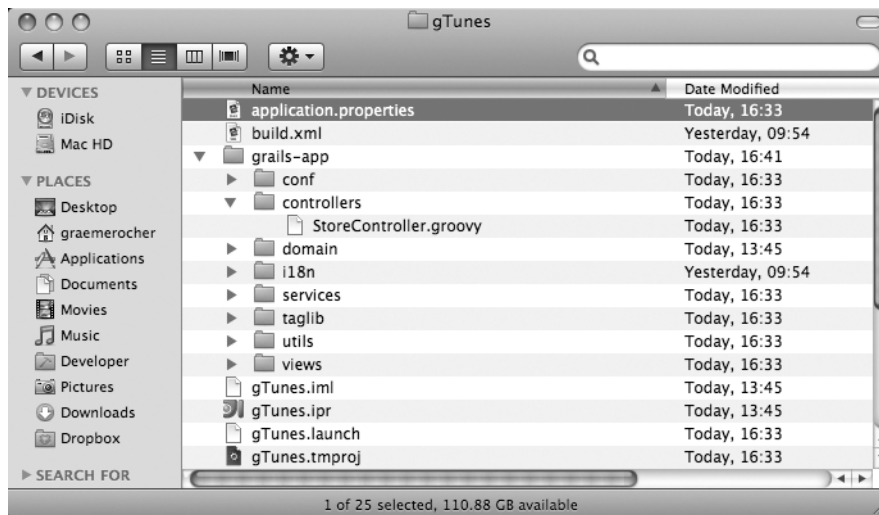 gTunes
Name Date Modified
DEVICES
iDisk
Mac HD
PLACES
Desktop
graemerocher
Applications
Documents
Movies
Music
Developer
Pictures
Downloads
Dropbox
SEARCH FOR
application.properties Today, 16:33
build.xml Yesterday, 09:54
grails-app Today, 16:41
conf Today, 16:33
controllers Today, 16:33
StoreController.groovy Today, 16:33
domain Today, 13:45
i18n Yesterday, 09:54
services Today, 16:33
taglib Today, 16:33
utils Today, 16:33
views Today, 16:33
gTunes.iml Today, 13:45
gTunes.ipr Today, 13:45
gTunes.launch Today, 16:33
gTunes.tmproj Today, 16:33
1 of 25 selected, 110.88 GB available